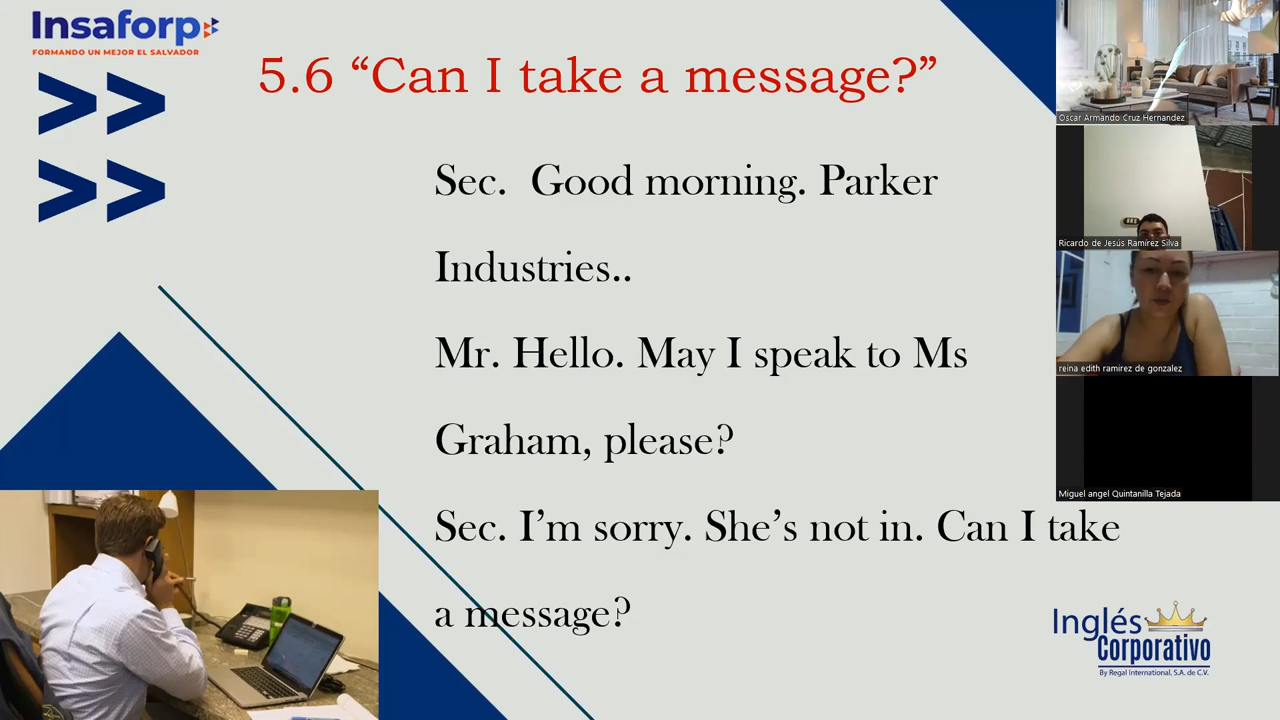 Insaforp
FORMANDO UN MEJOR EL SALVADOR
5.6 “Can I take a message?”
Sec.  Good morning. Parker
Industries..
Mr. Hello. May I speak to Ms
Graham, please?
Sec. I’m sorry. She’s not in. Can I take
a message?
Oscar Armando Cruz Hernandez
Ricardo de Jesús Ramírez Silva
reina edith ramirez de gonzalez
Miguel angel Quintanilla Tejada
Inglés
Corporativo
By Regal International, S.A. de C.V.